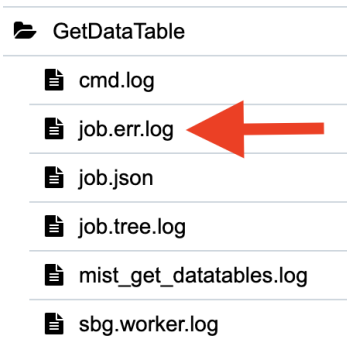 GetDataTable
cmd.log
job.err.log
job.json
job.tree.log
mist_get_datatables.log
sbg.worker.log